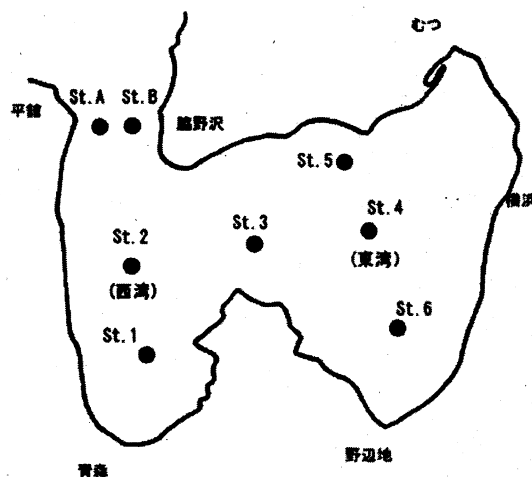 むつ
St.A
St.B
平舘
脇野沢
St.5
横浜
St.4
(東湾)
St.3
St.2
(西湾)
St.6
St.1
野辺地
青森